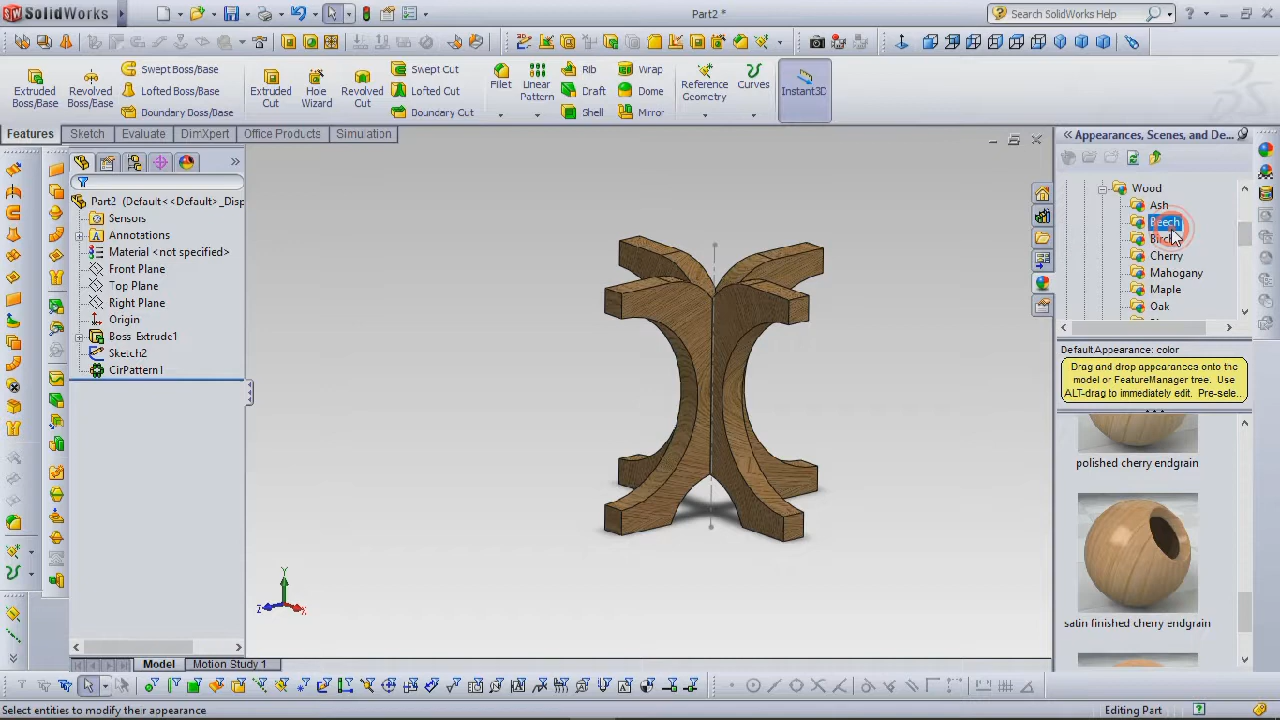 SolidWorks
Part2 *
Search SolidWorks Help
Extruded Boss/Base
Revolved Boss/Base
Swept Boss/Base
Lofted Boss/Base
Boundary Boss/Base
Extruded Cut
Hoe Wizard
Revolved Cut
Swept Cut
Lofted Cut
Boundary Cut
Fillet
Linear Pattern
Rib
Draft
Shell
Wrap
Dome
Mirror
Reference Geometry
Curves
Instant3D
Features
Sketch
Evaluate
DimXpert
Office Products
Simulation
Part2 (Default<<Default>_Disp
Sensors
Annotations
Material <not specified>
Front Plane
Top Plane
Right Plane
Origin
Boss-Extrude1
Sketch2
CirPattern1
Y
Z
X
Appearances, Scenes, and De...
Wood
Ash
Beech
Birch
Cherry
Mahogany
Maple
Oak
DefaultAppearance: color
Drag and drop appearances onto the
model or FeatureManager tree. Use
ALT-drag to immediately edit. Pre-sele..
polished cherry endgrain
satin finished cherry endgrain
Model
Motion Study 1
Select entities to modify their appearance
Editing Part